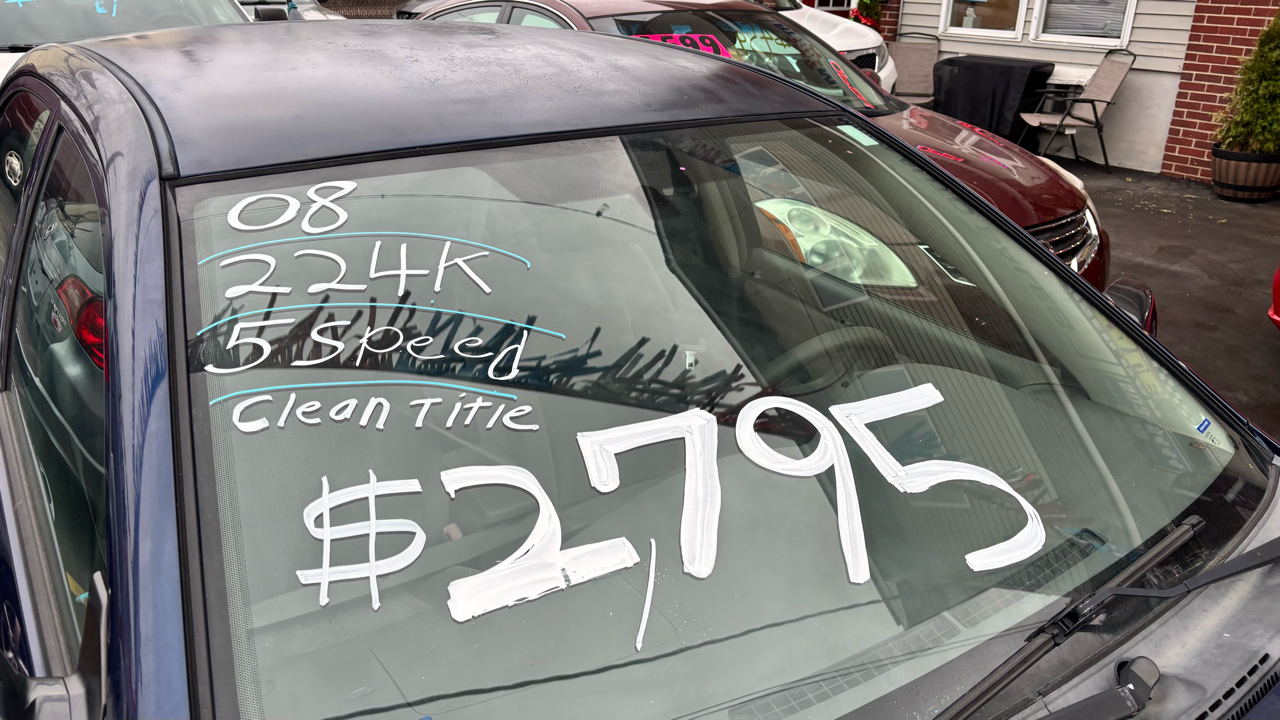 08
224K
5 Speed
Clean Title
$2,795